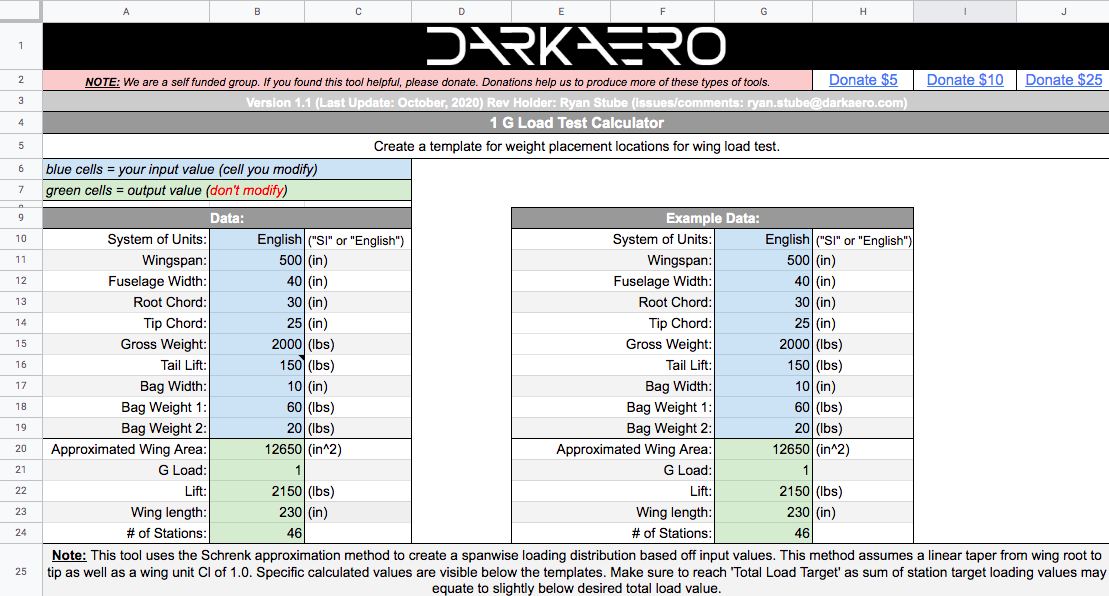 A B C D E F G H I J
1 DARKAERO
2 NOTE: We are a self funded group. If you found this tool helpful, please donate. Donations help us to produce more of these types of tools. Donate $5 Donate $10 Donate $25
3 Version 1.1 (Last Update: October, 2020) Rev Holder: Ryan Stube (Issues/comments: ryan.stube@darkaero.com)
4 1 G Load Test Calculator
5 Create a template for weight placement locations for wing load test.
6 blue cells = your input value (cell you modify)
7 green cells = output value (don't modify)
9 Data: Example Data:
10 System of Units: English ("SI" or "English") System of Units: English ("SI" or "English")
11 Wingspan: 500 (in) Wingspan: 500 (in)
12 Fuselage Width: 40 (in) Fuselage Width: 40 (in)
13 Root Chord: 30 (in) Root Chord: 30 (in)
14 Tip Chord: 25 (in) Tip Chord: 25 (in)
15 Gross Weight: 2000 (lbs) Gross Weight: 2000 (lbs)
16 Tail Lift: 150 (lbs) Tail Lift: 150 (lbs)
17 Bag Width: 10 (in) Bag Width: 10 (in)
18 Bag Weight 1: 60 (lbs) Bag Weight 1: 60 (lbs)
19 Bag Weight 2: 20 (lbs) Bag Weight 2: 20 (lbs)
20 Approximated Wing Area: 12650 (in^2) Approximated Wing Area: 12650 (in^2)
21 G Load: 1 G Load: 1
22 Lift: 2150 (lbs) Lift: 2150 (lbs)
23 Wing length: 230 (in) Wing length: 230 (in)
24 # of Stations: 46 # of Stations: 46
Note: This tool uses the Schrenk approximation method to create a spanwise loading distribution based off input values. This method assumes a linear taper from wing root to
25 tip as well as a wing unit Cl of 1.0. Specific calculated values are visible below the templates. Make sure to reach 'Total Load Target' as sum of station target loading values may
equate to slightly below desired total load value.